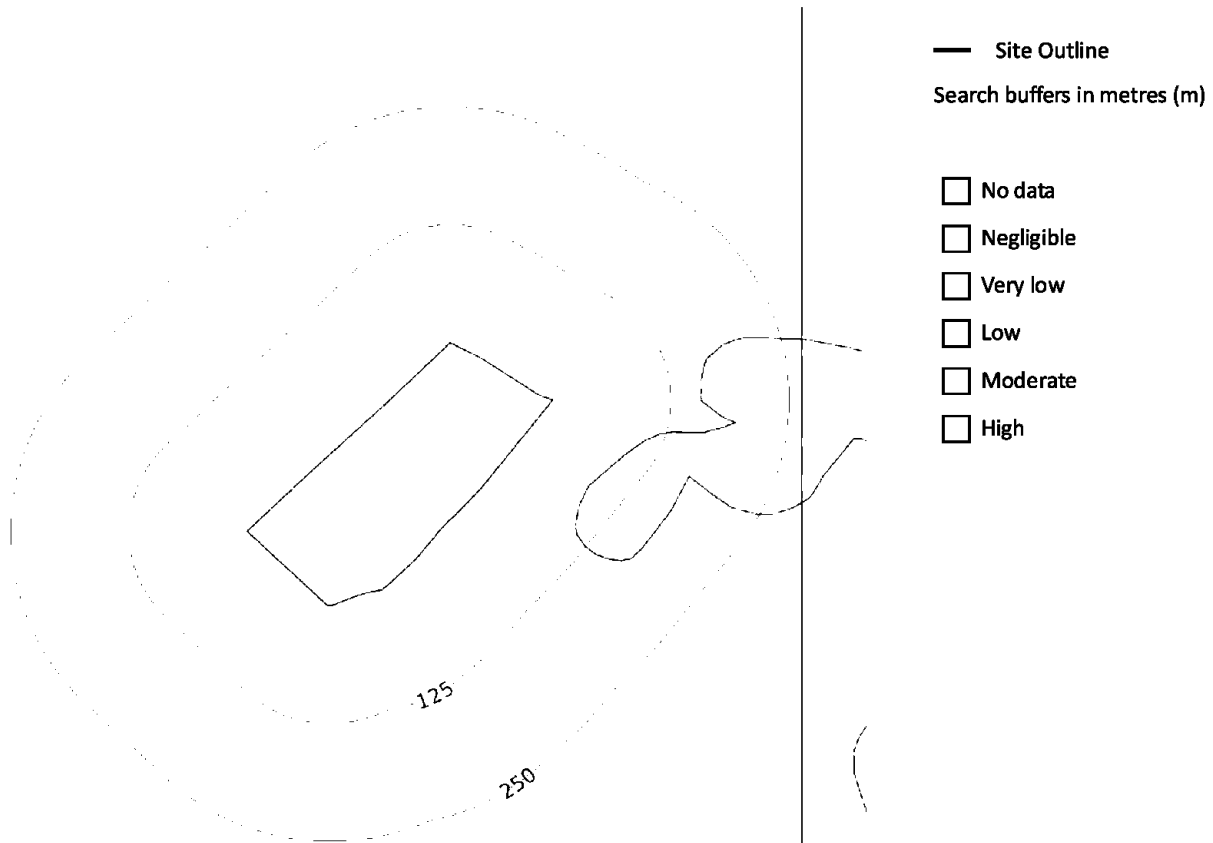 Site Outline
Search buffers in metres (m)
No data
Negligible
Very low
Low
Moderate
High
125
250